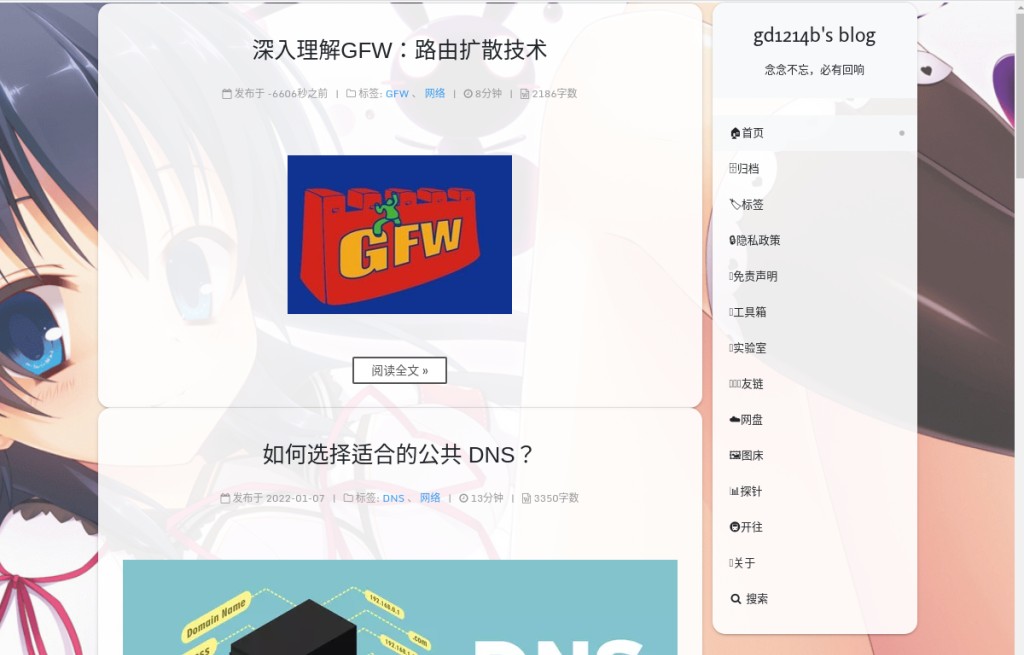 深入理解GFW：路由扩散技术
发布于 -6606秒之前 | 标签: GFW 、 网络 | 8分钟 | 2186字数
GFW
阅读全文 »
如何选择适合的公共 DNS？
发布于 2022-01-07 | 标签: DNS 、 网络 | 13分钟 | 3350字数
Domain Name
192.168.0.1
.com
DNS
gd1214b's blog
念念不忘，必有回响
首页
归档
标签
隐私政策
免责声明
工具箱
实验室
友链
网盘
图床
探针
开往
关于
搜索